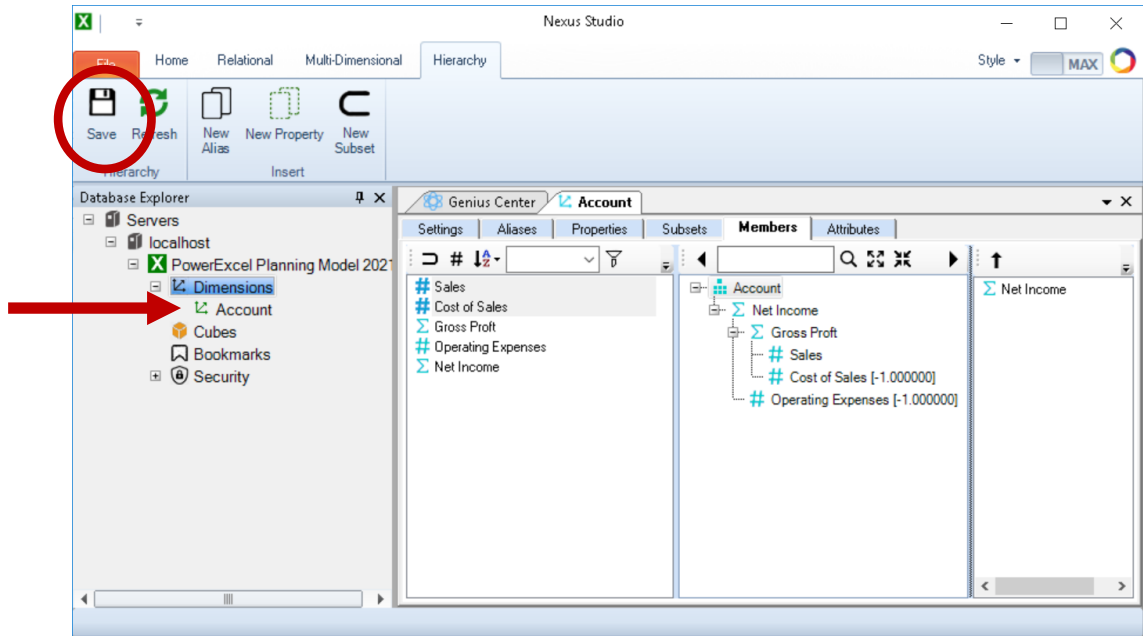 Nexus Studio
File Home Relational Multi-Dimensional Hierarchy Style MAX
Save Refresh New Alias New Property New Subset
Hierarchy Insert
Database Explorer
Servers
localhost
PowerExcel Planning Model 2021
Dimensions
Account
Cubes
Bookmarks
Security
Genius Center Account
Settings Aliases Properties Subsets Members Attributes
Sales
Cost of Sales
Gross Proft
Operating Expenses
Net Income
Account
Net Income
Gross Proft
Sales
Cost of Sales [-1.000000]
Operating Expenses [-1.000000]
Net Income